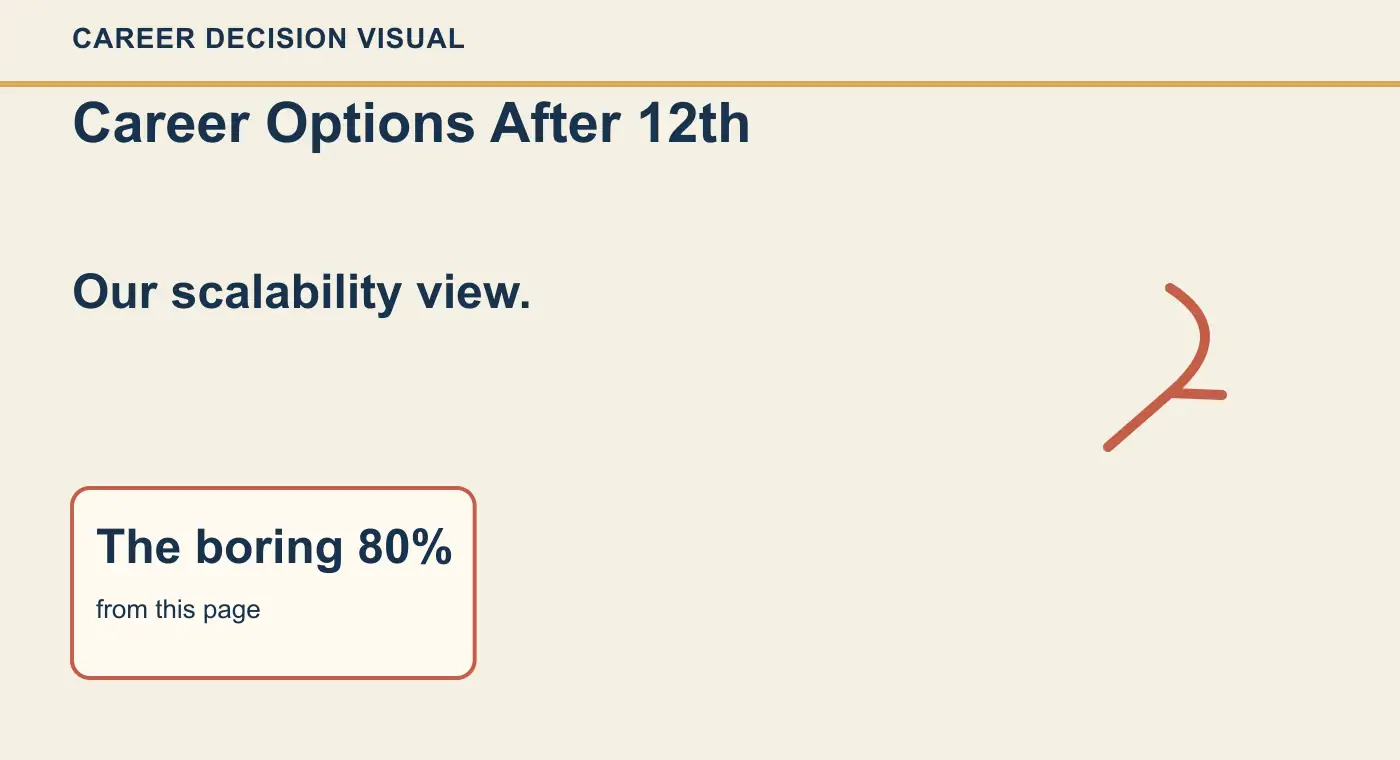 CAREER DECISION VISUAL
Career Options After 12th
Our scalability view.
The boring 80%
from this page